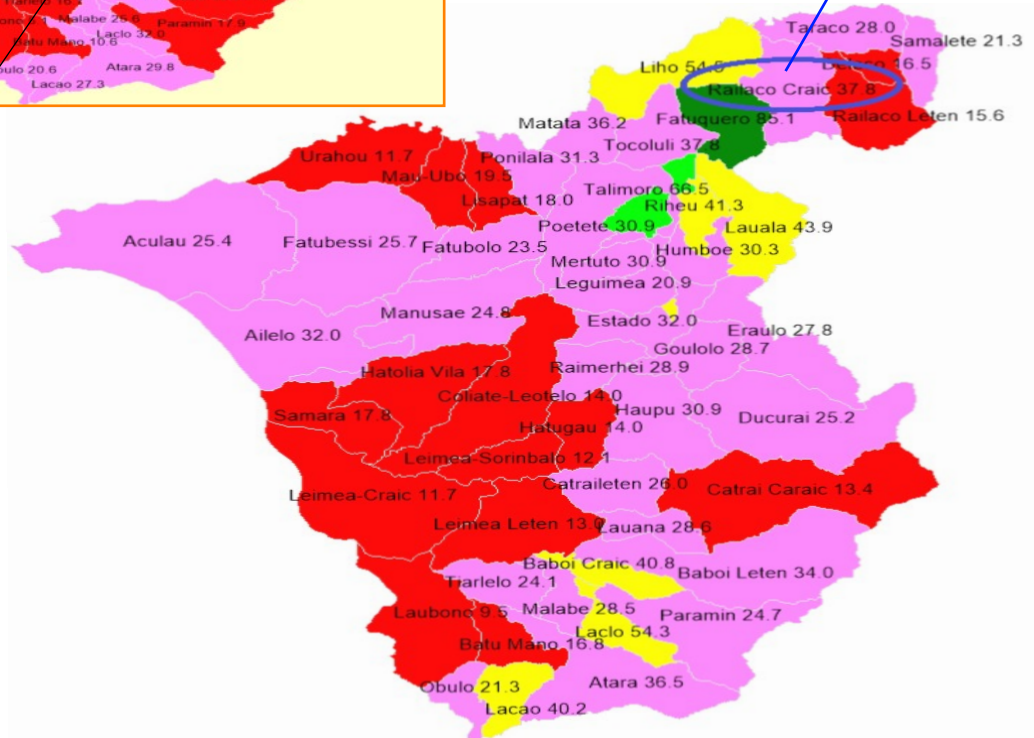 Malabe 25.6
Paramin 17.9
Laclo 32.0
Batu Mano 10.6
Atara 29.8
Lacao 27.3
Taraco 28.0
Samalete 21.3
Liho 54.5
Railaco Craic 37.8
Fatuquero 85.1
Railaco Leten 15.6
Matata 36.2
Tocoluli 37.8
Urahou 11.7
Ponilala 31.3
Mau-Ubo 19.5
Talimoro 66.5
Lisapat 18.0
Riheu 41.3
Poetete 30.9
Lauala 43.9
Aculau 25.4
Fatubessi 25.7
Fatubolo 23.5
Humboe 30.3
Mertuto 30.9
Leguimea 20.9
Manusae 24.8
Estado 32.0
Eraulo 27.8
Ailelo 32.0
Goulolo 28.7
Raimerhei 28.9
Hatolia Vila 17.8
Coliate-Leotelo 14.0
Haupu 30.9
Samara 17.8
Ducurai 25.2
Hatugau 14.0
Leimea-Sorinbalo 12.1
Catraileten 26.0
Catrai Caraic 13.4
Leimea-Craic 11.7
Leimea Leten 13.0
Lauana 28.6
Baboi Craic 40.8
Baboi Leten 34.0
Tiarlelo 24.1
Malabe 28.5
Paramin 24.7
Laubono 9.5
Laclo 54.3
Batu Mano 16.8
Obulo 21.3
Atara 36.5
Lacao 40.2